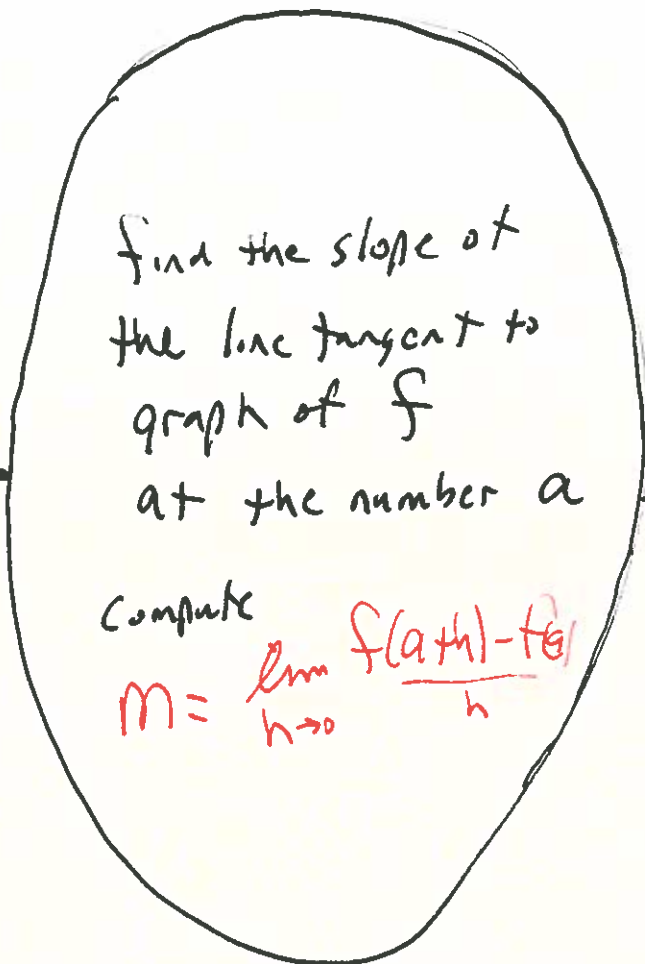 find the slope of
the line tangent to
graph of f
at the number a
compute
m = lim h→0 f(a+h)-f(a) / h